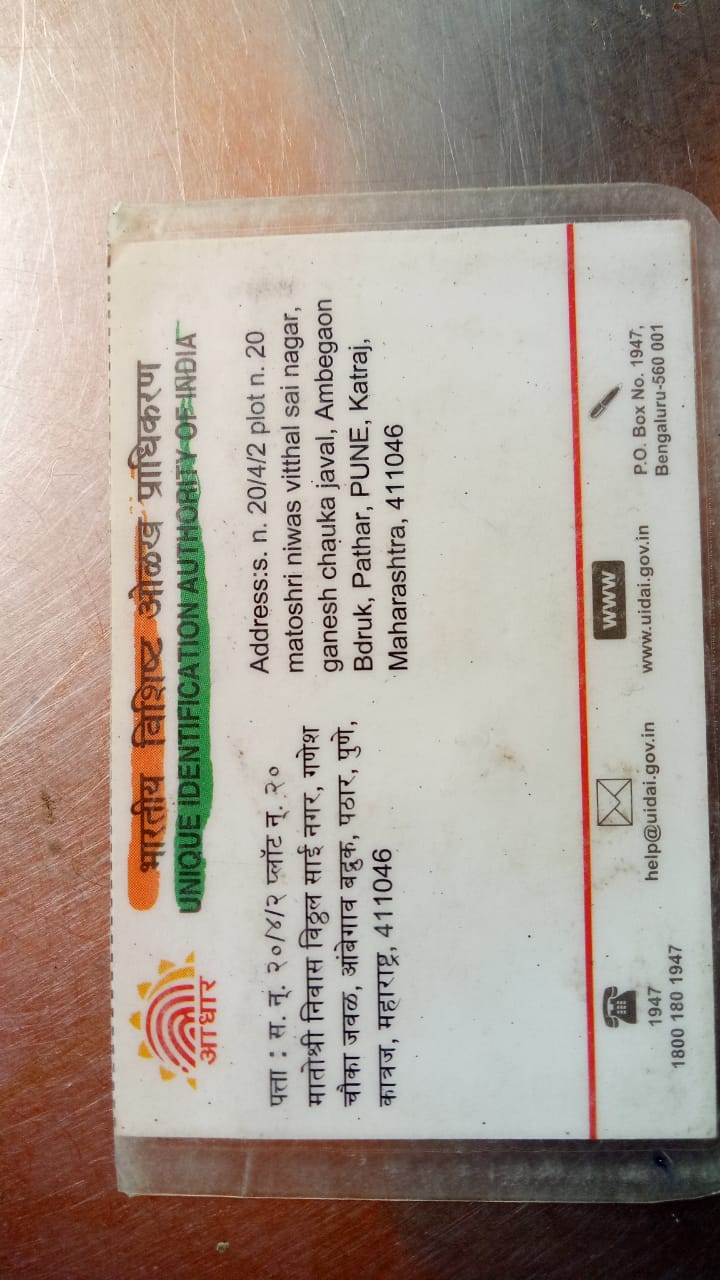 भारतीय विशिष्ट ओळख प्राधिकरण
UNIQUE IDENTIFICATION AUTHORITY OF INDIA
आधार
पत्ता : स. नं. २०/४/२ प्लॉट नं. २०
मातोश्री निवास विठ्ठल साई नगर, गणेश
चौका जवळ, आंबेगाव बद्रुक, पठार, पुणे,
कात्रज, महाराष्ट्र, 411046
Address:s. n. 20/4/2 plot n. 20
matoshri niwas vitthal sai nagar,
ganesh chauka javal, Ambegaon
Bdruk, Pathar, PUNE, Katraj,
Maharashtra, 411046
1947
1800 180 1947
help@uidai.gov.in
www
www.uidai.gov.in
P.O. Box No. 1947,
Bengaluru-560 001